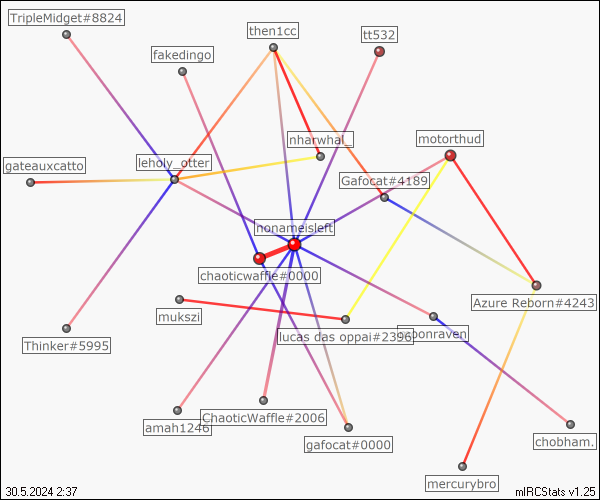 TripleMidget#8824
then1cc
tt532
fakedingo
nharwhal_
motorthud
leholy_otter
gateauxcatto
Gafocat#4189
nonameisleft
chaoticwaffle#0000
Azure Reborn#4243
mukszi
lucas das oppai#2396
Thinker#5995
ChaoticWaffle#2006
amah1246
gafocat#0000
chobham.
mercurybro
30.5.2024 2:37
mIRCStats v1.25